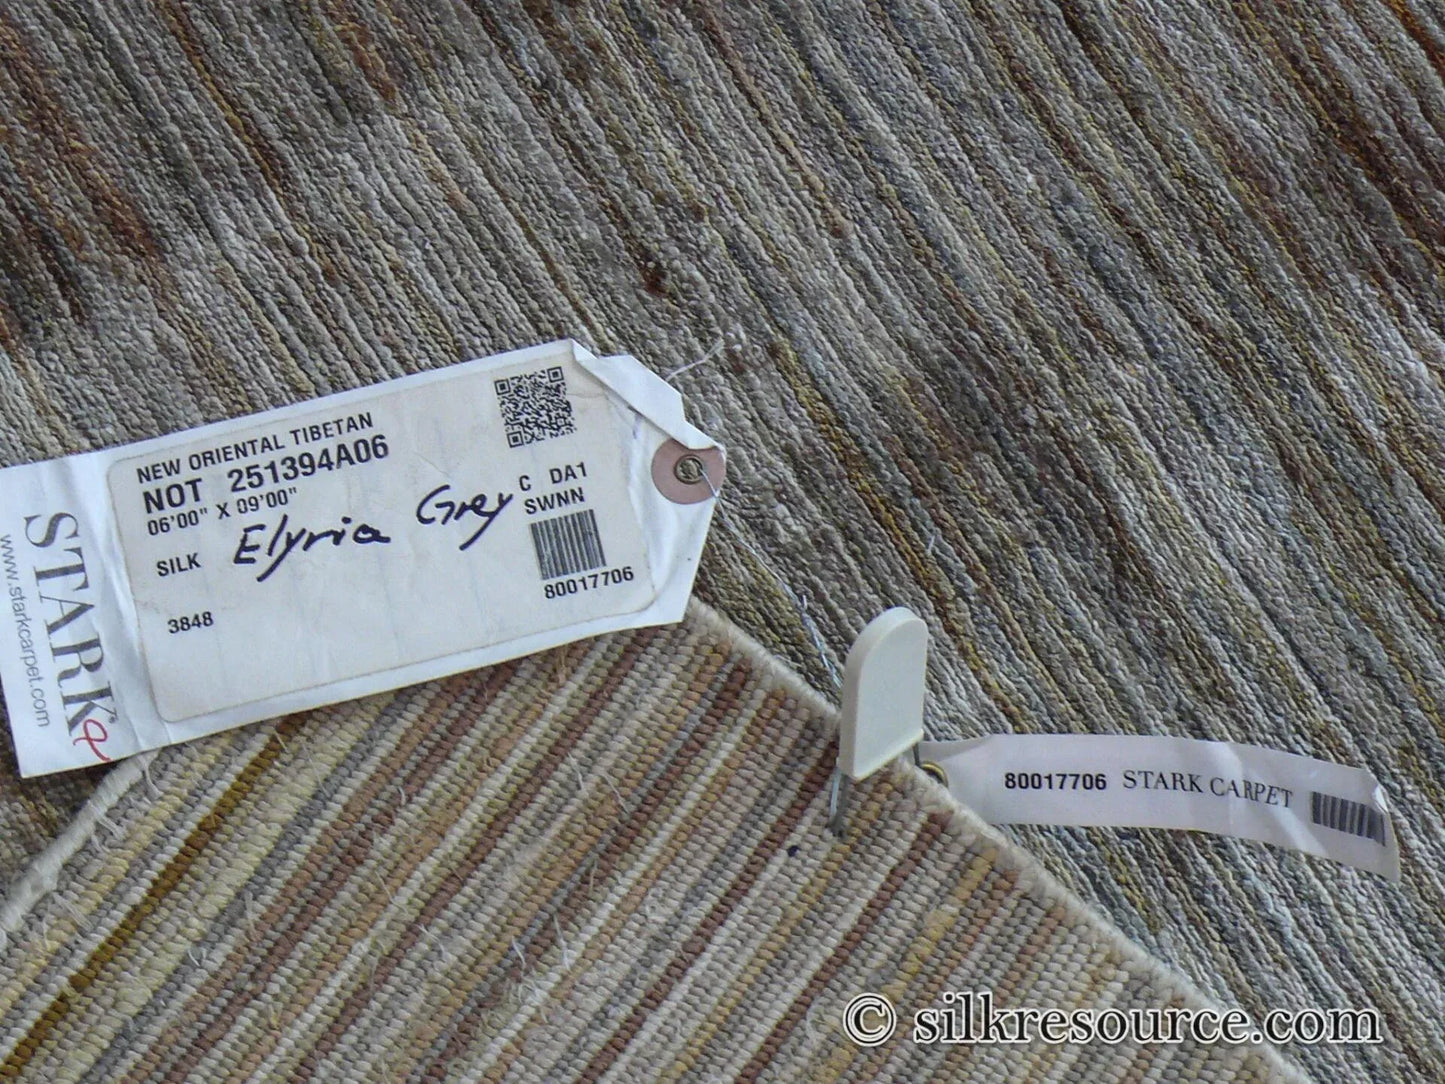 STARK
www.starkcarpet.com
NEW ORIENTAL TIBETAN
NOT 251394A06
06'00" X 09'00"
SILK
Elyria Grey
3848
C DA1
SWNN
80017706
80017706 STARK CARPET
© silkresource.com